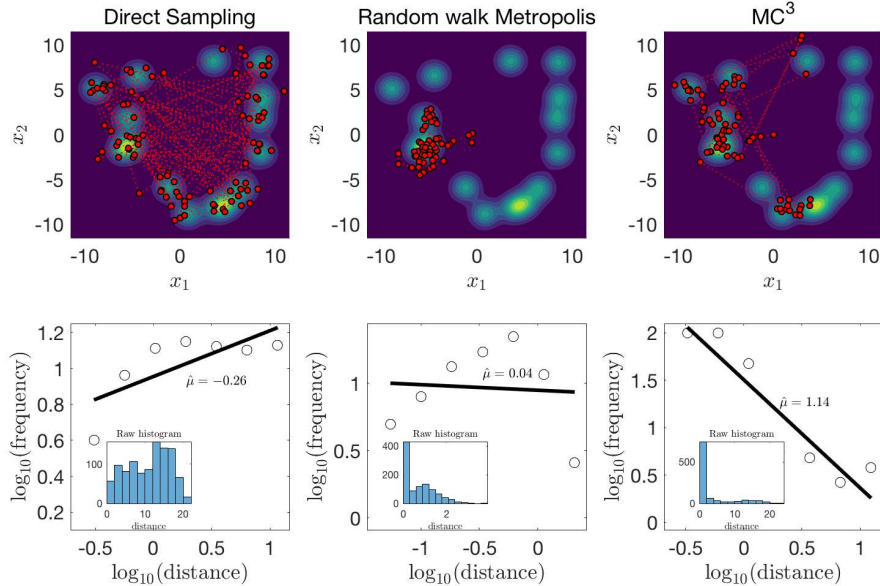 Direct Sampling
Random walk Metropolis
MC³
x₂
10
5
0
-5
-10
-10 0 10
x₁
x₂
10
5
0
-5
-10
-10 0 10
x₁
x₂
10
5
0
-5
-10
-10 0 10
x₁
log₁₀(frequency)
1.2
1
0.8
0.6
0.4
0.2
μ̂ = −0.26
Raw histogram
100
0
0 10 20
distance
-0.5 0 0.5 1
log₁₀(distance)
log₁₀(frequency)
1
0.5
0
μ̂ = 0.04
Raw histogram
400
200
0
0 2
distance
-1 -0.5 0
log₁₀(distance)
log₁₀(frequency)
2
1.5
1
0.5
0
μ̂ = 1.14
Raw histogram
500
0
0 10 20
distance
-0.5 0 0.5 1
log₁₀(distance)